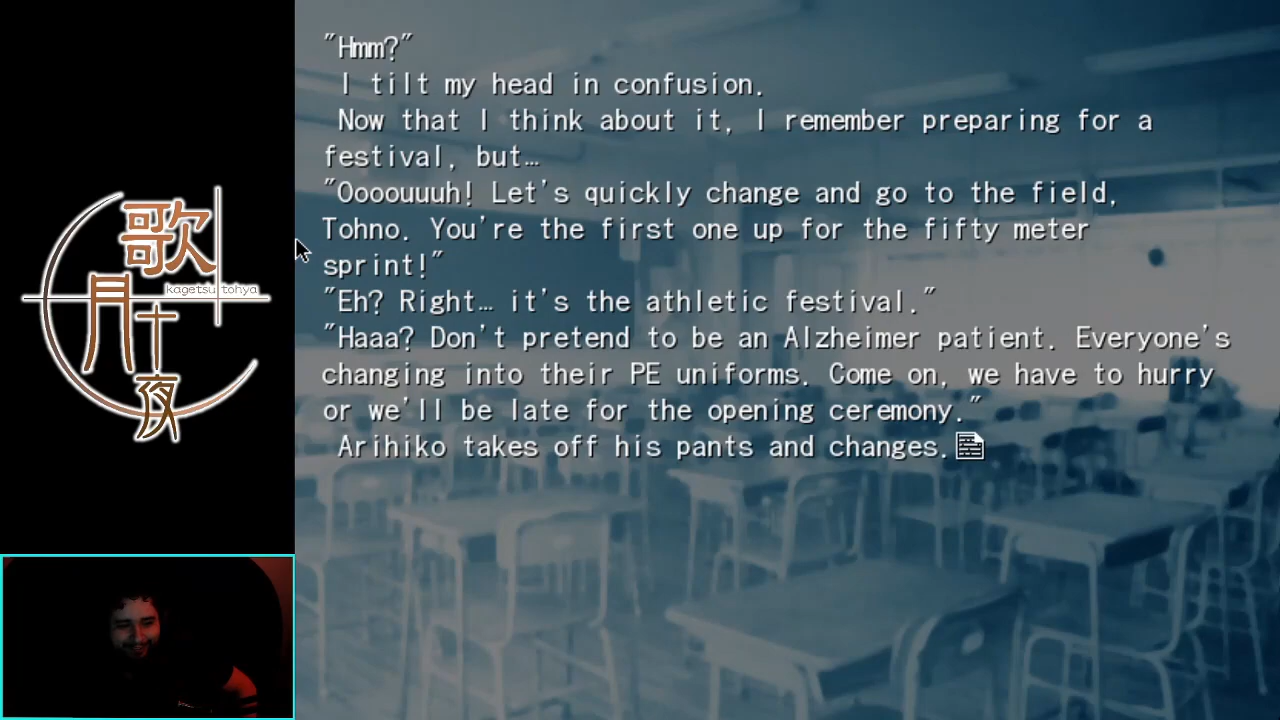 歌月十夜
kagetsu tohya
"Hmm?"
I tilt my head in confusion.
Now that I think about it, I remember preparing for a
festival, but…
"Oooouuuh! Let's quickly change and go to the field,
Tohno. You're the first one up for the fifty meter
sprint!"
"Eh? Right… it's the athletic festival."
"Haaa? Don't pretend to be an Alzheimer patient. Everyone's
changing into their PE uniforms. Come on, we have to hurry
or we'll be late for the opening ceremony."
Arihiko takes off his pants and changes.